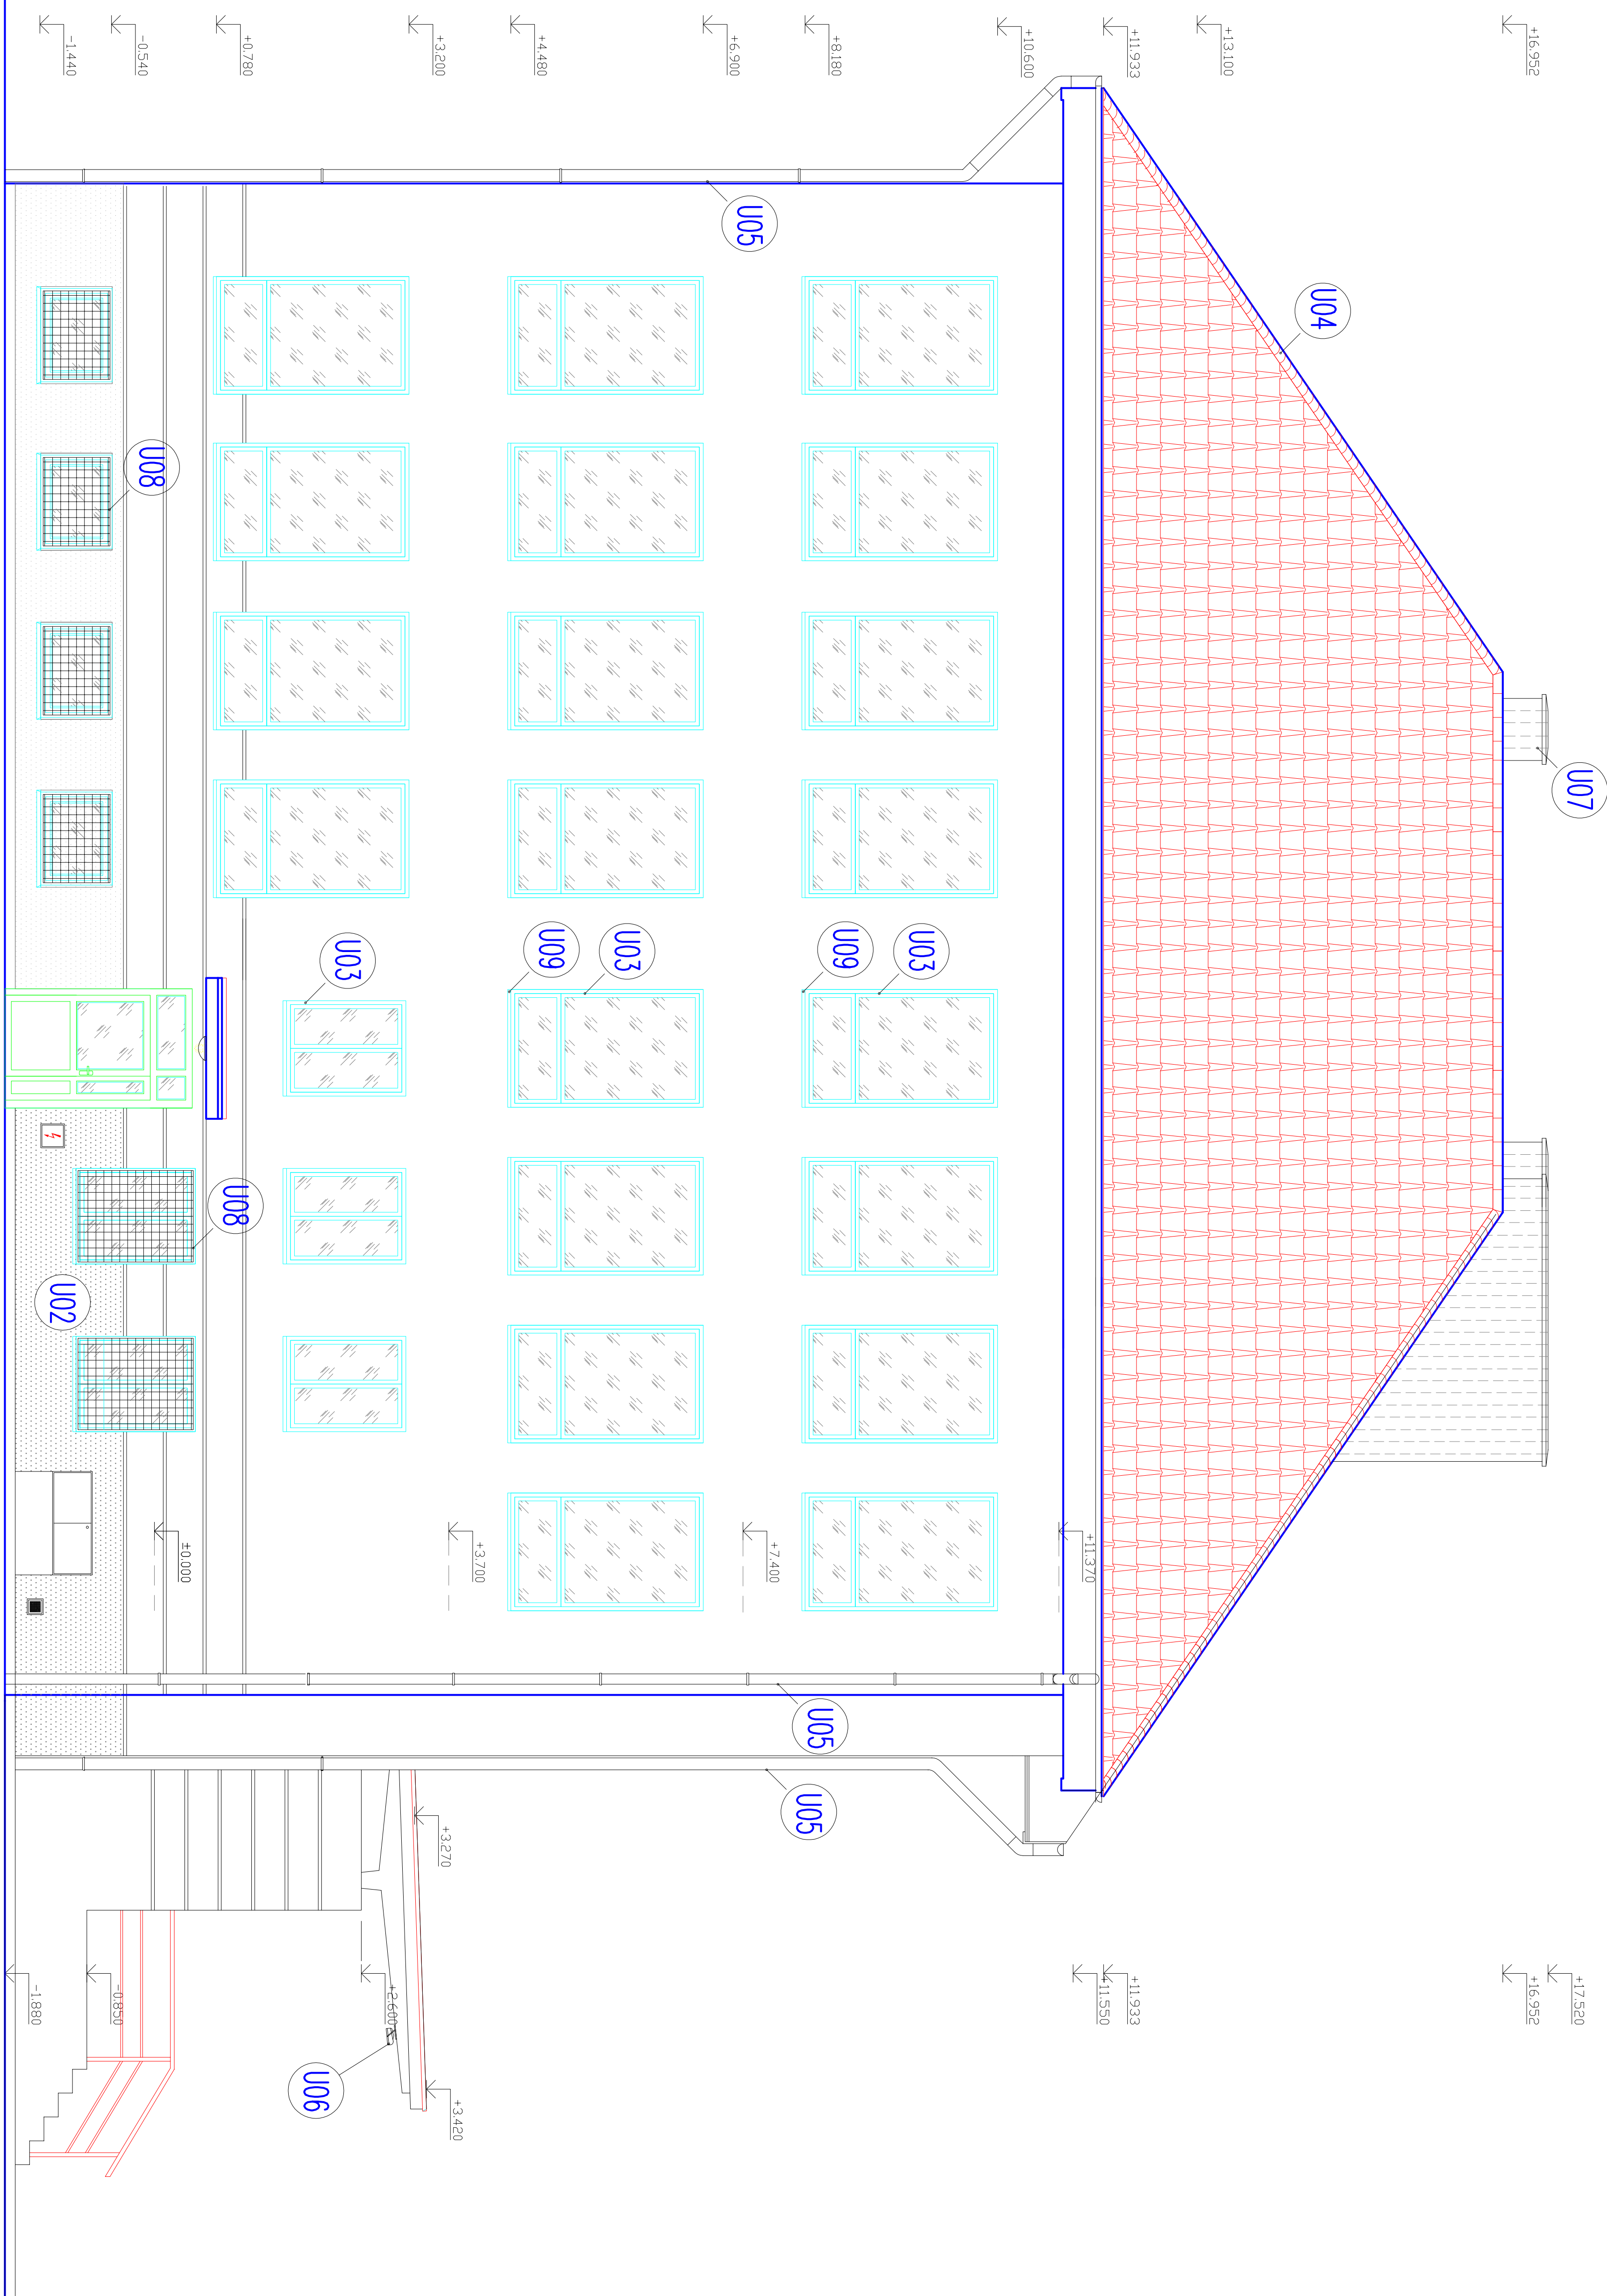 +16.952
+13.100
+11.933
+10.600
+8.180
+6.900
+4.480
+3.200
+0.780
-0.540
-1.440
U07
U04
U05
U03
U09
U03
U09
U03
U08
U08
U02
+11.370
+7.400
+3.700
±0.000
U05
U05
+3.270
+17.520
+16.952
+11.933
+11.550
+2.600
-0.850
-1.880
U06
+3.420